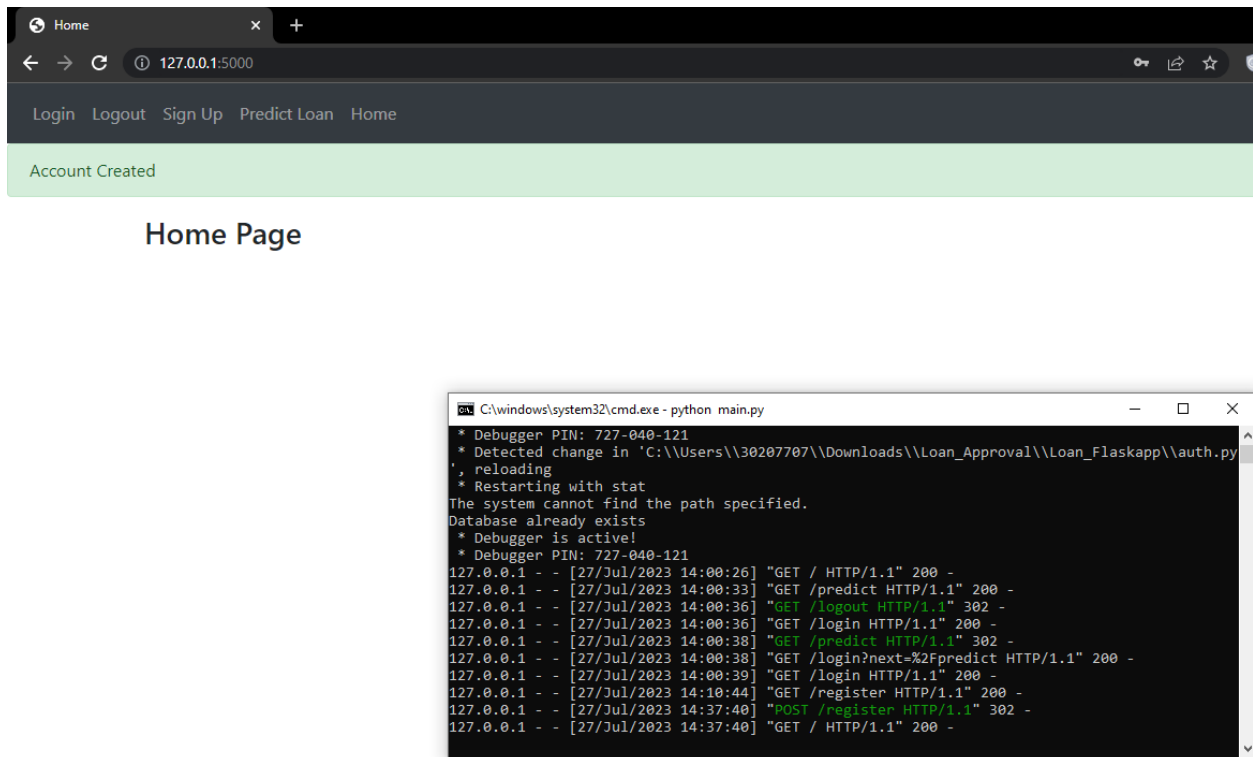 Home
127.0.0.1:5000
Login Logout Sign Up Predict Loan Home
Account Created
Home Page
C:\windows\system32\cmd.exe - python main.py
* Debugger PIN: 727-040-121
* Detected change in 'C:\\Users\\30207707\\Downloads\\Loan_Approval\\Loan_Flaskapp\\auth.py
', reloading
* Restarting with stat
The system cannot find the path specified.
Database already exists
* Debugger is active!
* Debugger PIN: 727-040-121
127.0.0.1 - - [27/Jul/2023 14:00:26] "GET / HTTP/1.1" 200 -
127.0.0.1 - - [27/Jul/2023 14:00:33] "GET /predict HTTP/1.1" 200 -
127.0.0.1 - - [27/Jul/2023 14:00:36] "GET /logout HTTP/1.1" 302 -
127.0.0.1 - - [27/Jul/2023 14:00:36] "GET /login HTTP/1.1" 200 -
127.0.0.1 - - [27/Jul/2023 14:00:38] "GET /predict HTTP/1.1" 302 -
127.0.0.1 - - [27/Jul/2023 14:00:38] "GET /login?next=%2Fpredict HTTP/1.1" 200 -
127.0.0.1 - - [27/Jul/2023 14:00:39] "GET /login HTTP/1.1" 200 -
127.0.0.1 - - [27/Jul/2023 14:10:44] "GET /register HTTP/1.1" 200 -
127.0.0.1 - - [27/Jul/2023 14:37:40] "POST /register HTTP/1.1" 302 -
127.0.0.1 - - [27/Jul/2023 14:37:40] "GET / HTTP/1.1" 200 -